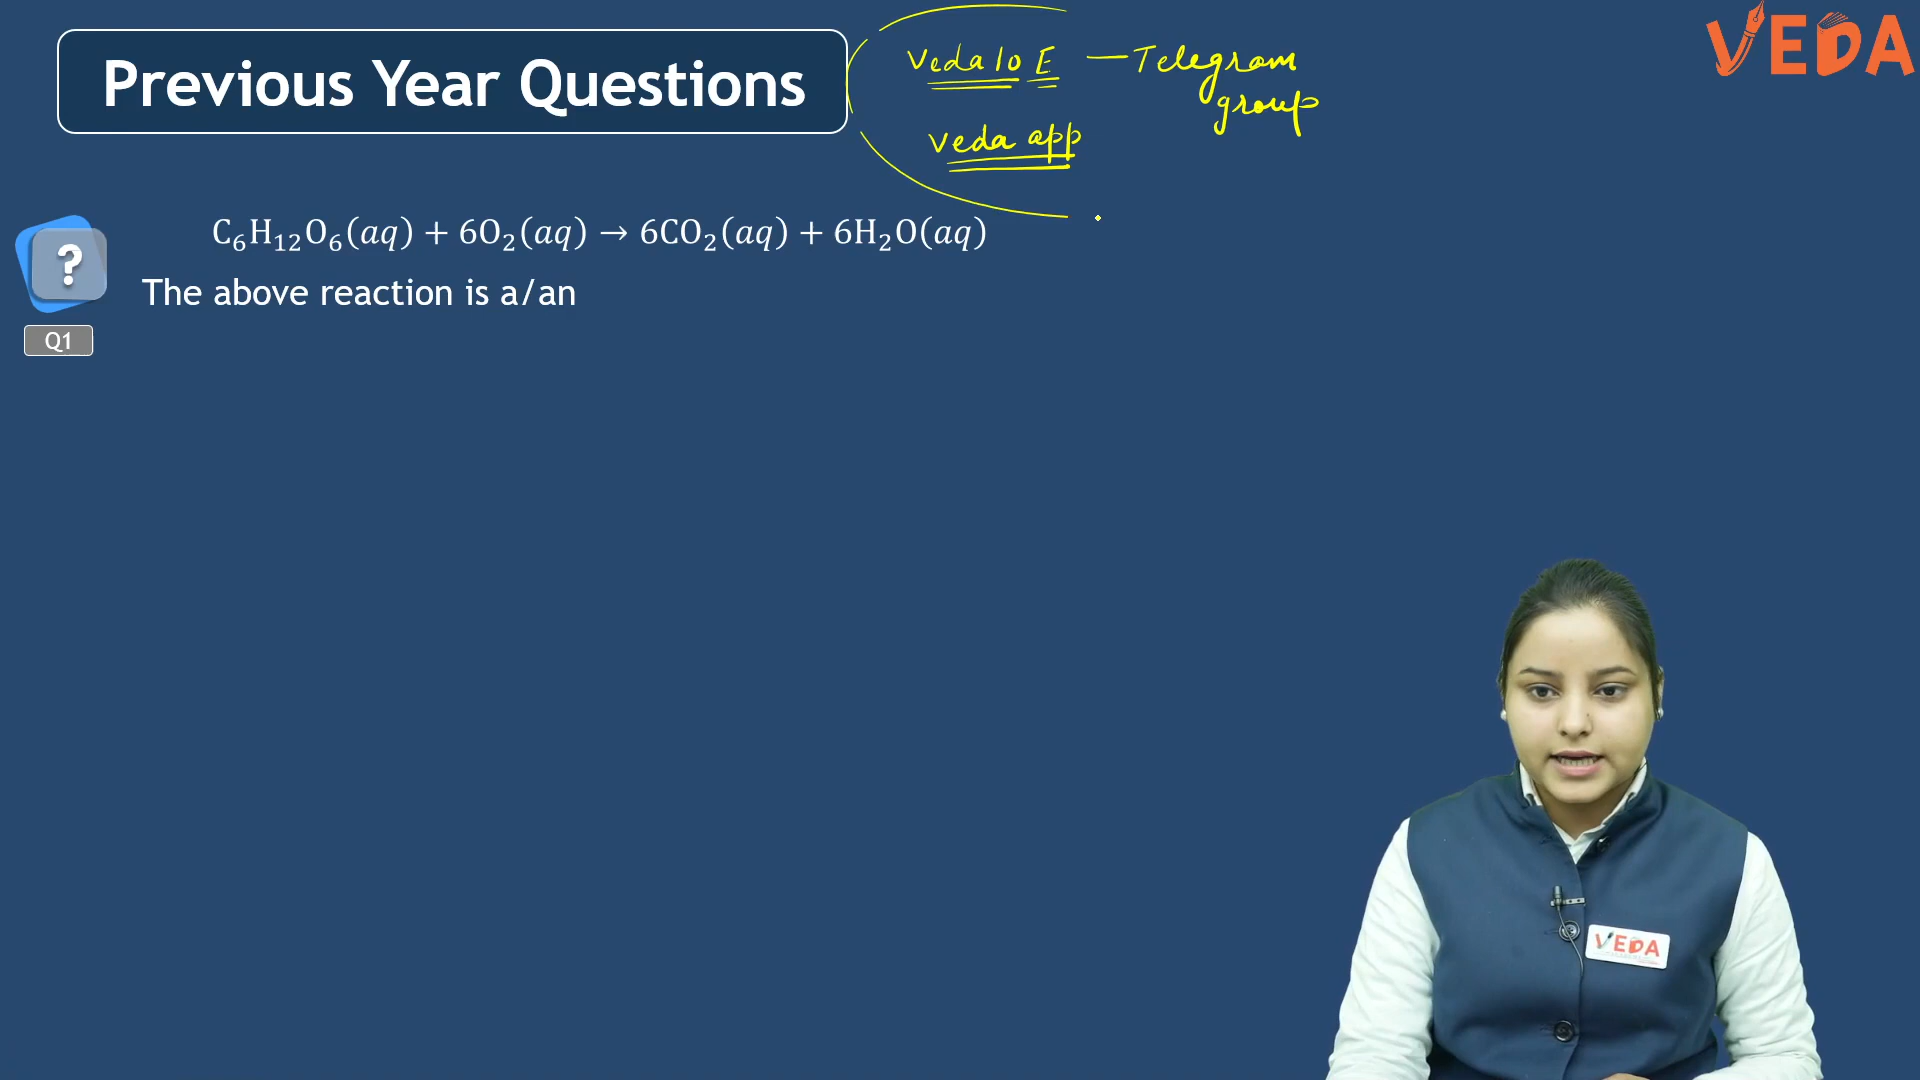 Previous Year Questions
Veda 10 E — Telegram
group
Veda app
VEDA
C₆H₁₂O₆(aq) + 6O₂(aq) → 6CO₂(aq) + 6H₂O(aq)
?
The above reaction is a/an
Q1
VEDA